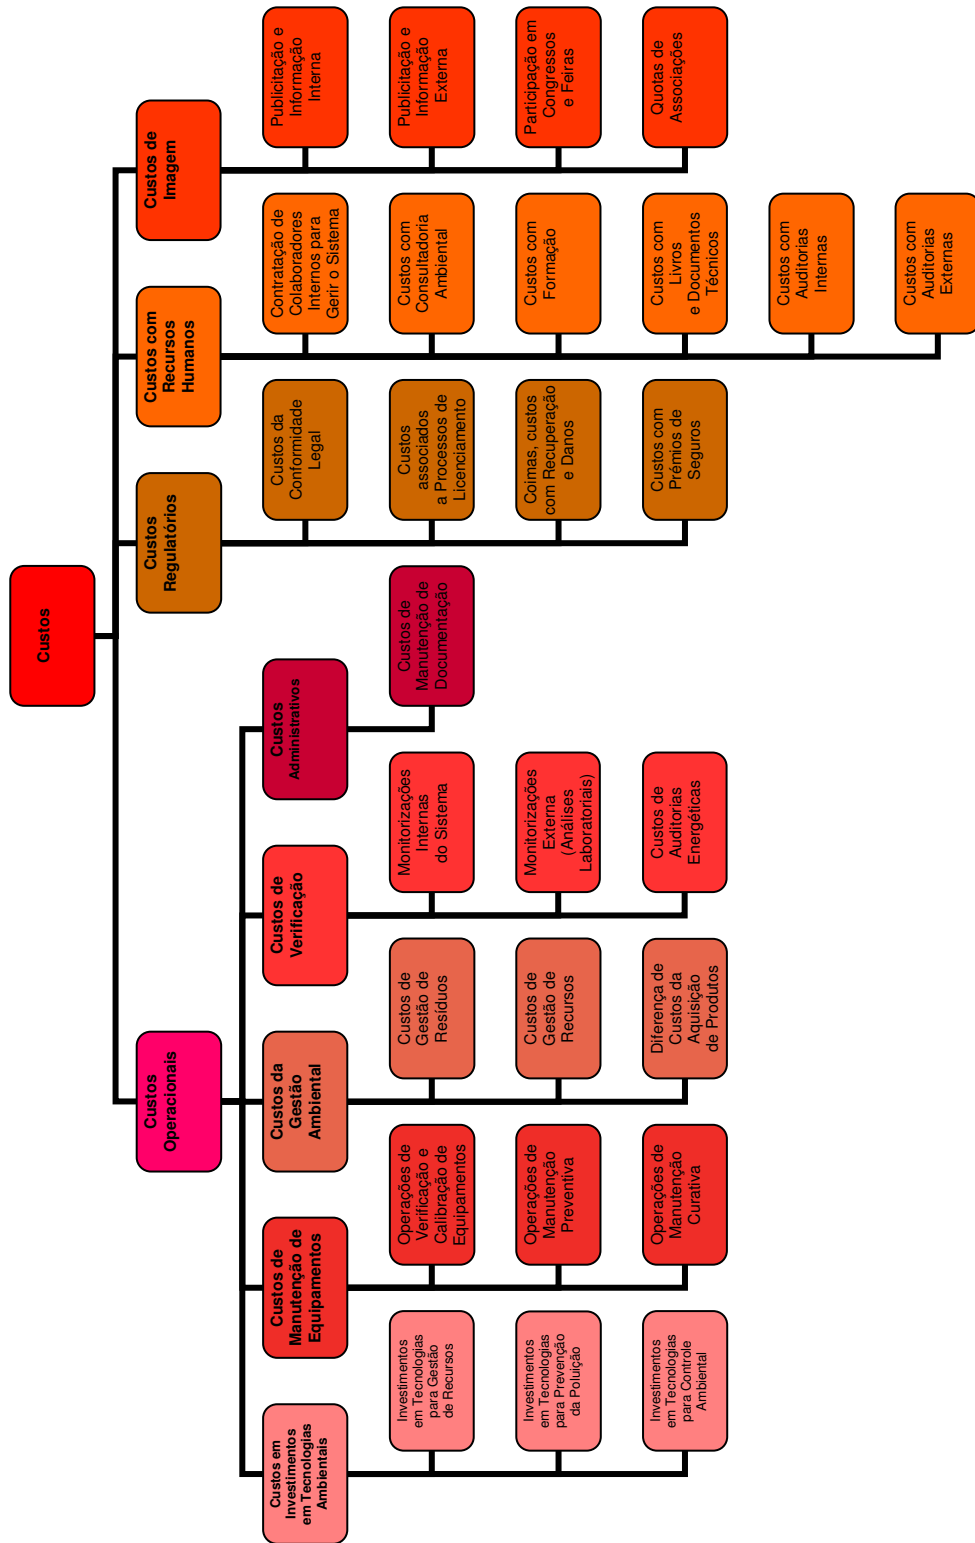 Custos
Custos
Operacionais
Custos
Regulatórios
Custos com
Recursos
Humanos
Custos de
Imagem
Custos em
Investimentos
em Tecnologias
Ambientais
Investimentos
em Tecnologias
para Gestão
de Recursos
Investimentos
em Tecnologias
para Prevenção
da Poluição
Investimentos
em Tecnologias
para Controle
Ambiental
Custos de
Manutenção de
Equipamentos
Operações de
Verificação e
Calibração de
Equipamentos
Operações de
Manutenção
Preventiva
Operações de
Manutenção
Curativa
Custos da
Gestão
Ambiental
Custos de
Gestão de
Resíduos
Custos de
Gestão de
Recursos
Diferença de
Custos da
Aquisição
de Produtos
Custos de
Verificação
Monitorizações
Internas
do Sistema
Monitorizações
Externa
(Análises
Laboratoriais)
Custos de
Auditorias
Energéticas
Custos
Administrativos
Custos de
Manutenção de
Documentação
Custos da
Conformidade
Legal
Custos
associados
a Processos de
Licenciamento
Coimas, custos
com Recuperação
e Danos
Custos com
Prémios de
Seguros
Contratação de
Colaboradores
Internos para
Gerir o Sistema
Custos com
Consultadoria
Ambiental
Custos com
Formação
Custos com
Livros
e Documentos
Técnicos
Custos com
Auditorias
Internas
Custos com
Auditorias
Externas
Publicitação e
Informação
Interna
Publicitação e
Informação
Externa
Participação em
Congressos
e Feiras
Quotas de
Associações